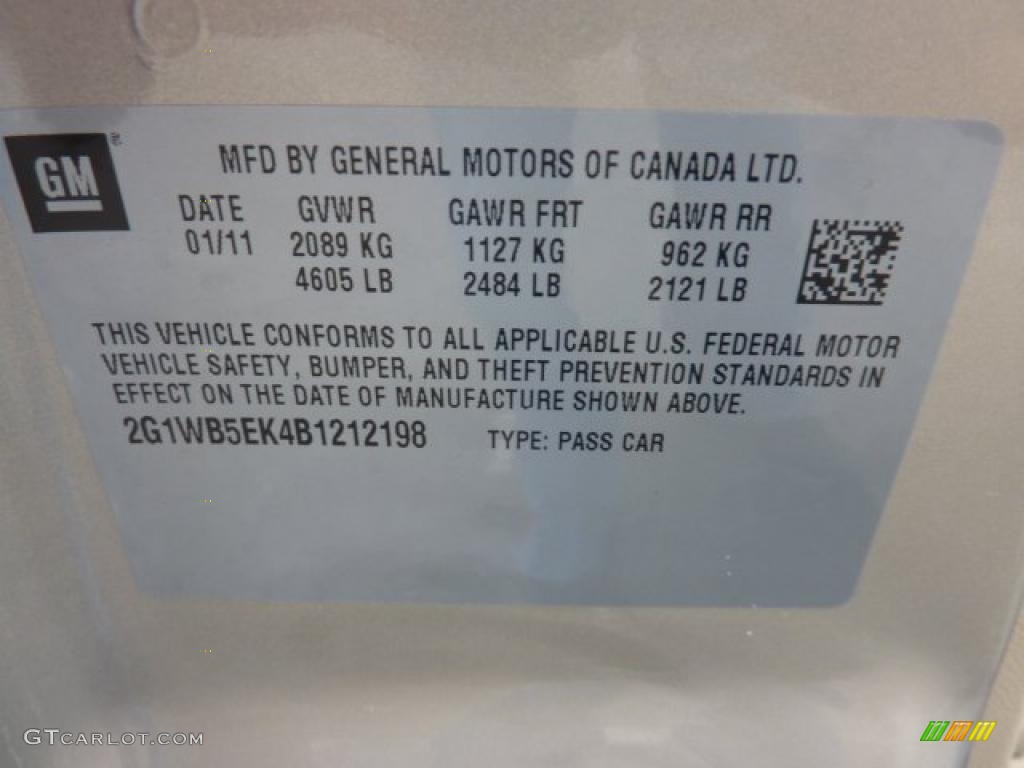 GM ®
MFD BY GENERAL MOTORS OF CANADA LTD.
DATE GVWR GAWR FRT GAWR RR
01/11 2089 KG 1127 KG 962 KG
4605 LB 2484 LB 2121 LB
THIS VEHICLE CONFORMS TO ALL APPLICABLE U.S. FEDERAL MOTOR
VEHICLE SAFETY, BUMPER, AND THEFT PREVENTION STANDARDS IN
EFFECT ON THE DATE OF MANUFACTURE SHOWN ABOVE.
2G1WB5EK4B1212198 TYPE: PASS CAR
GTCARLOT.COM